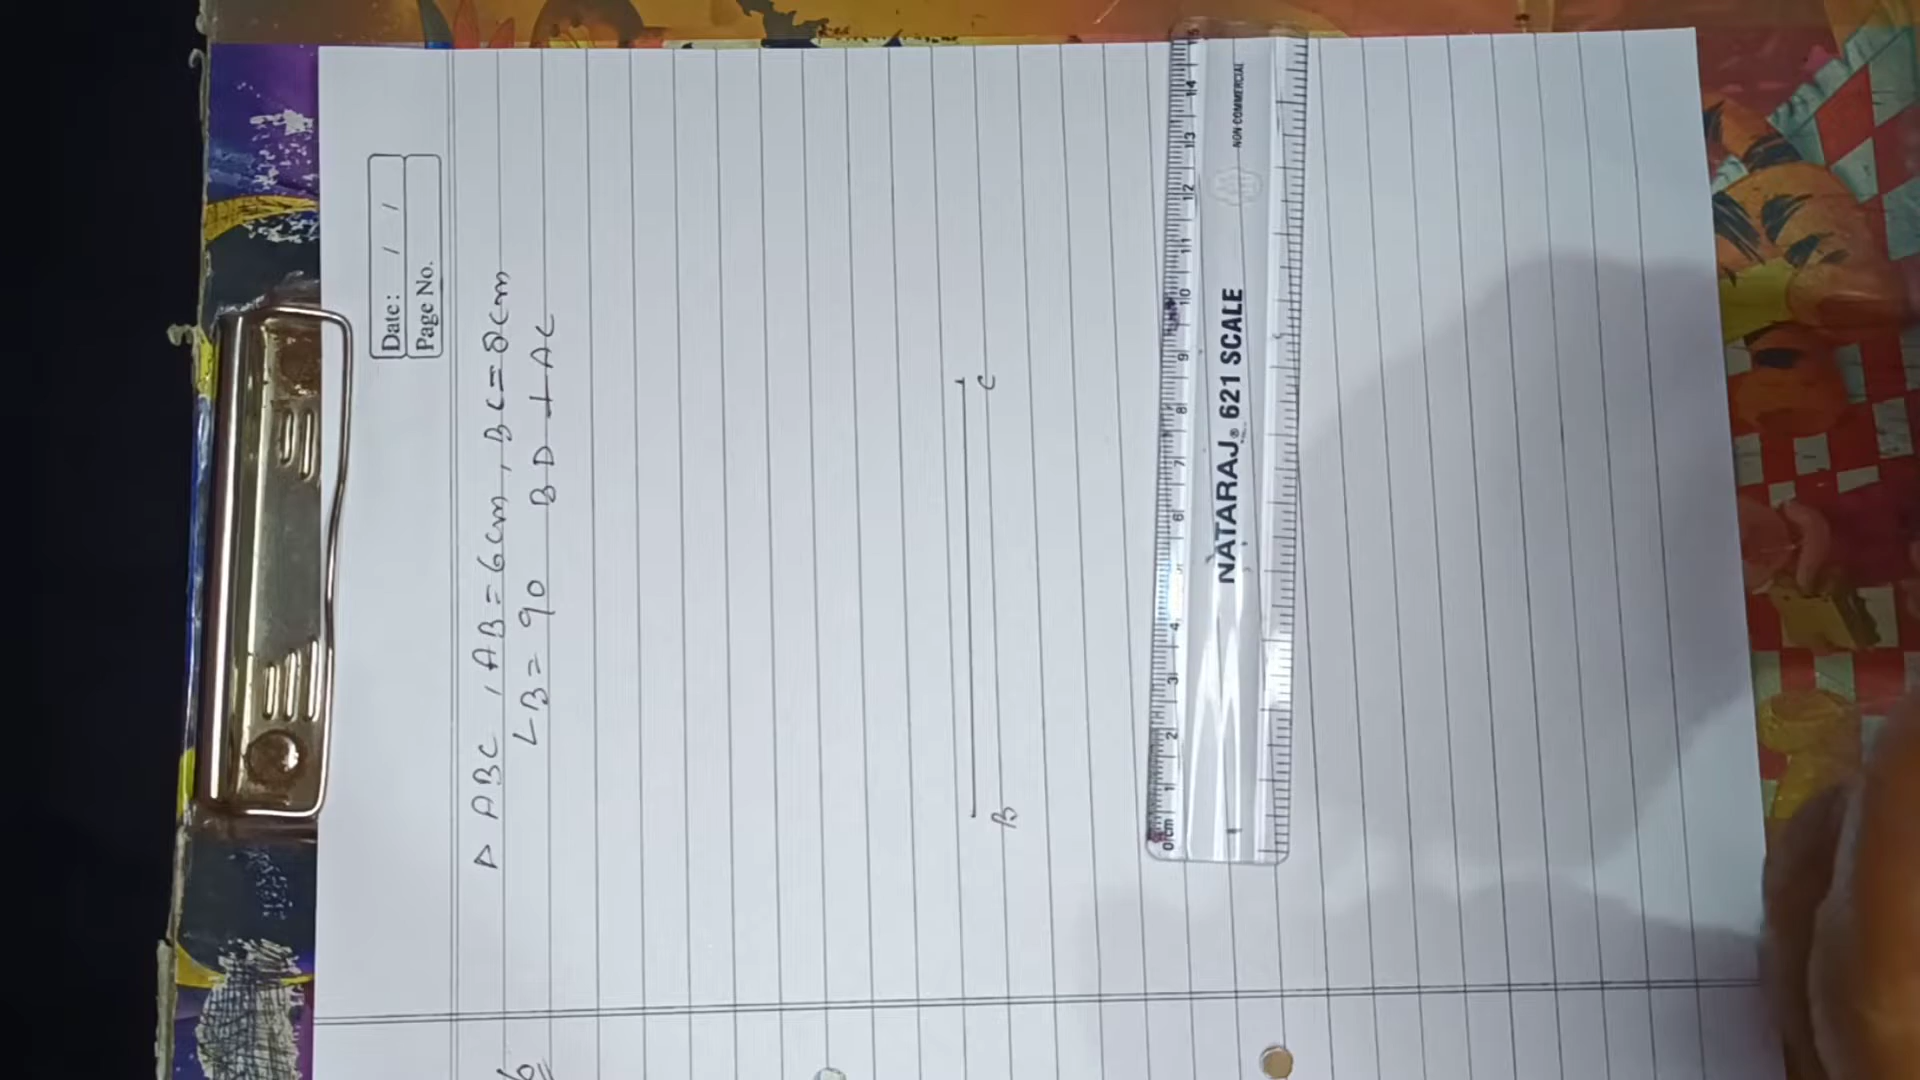 Date: / /
Page No.
6
△ ABC, AB = 6cm, BC = 8cm
∠B = 90 BD ⊥ AC
B C
0 cm 1 2 3 4 6 7 8 9 10 11 12 13 14 15
NATARAJ® 621 SCALE
NON COMMERCIAL